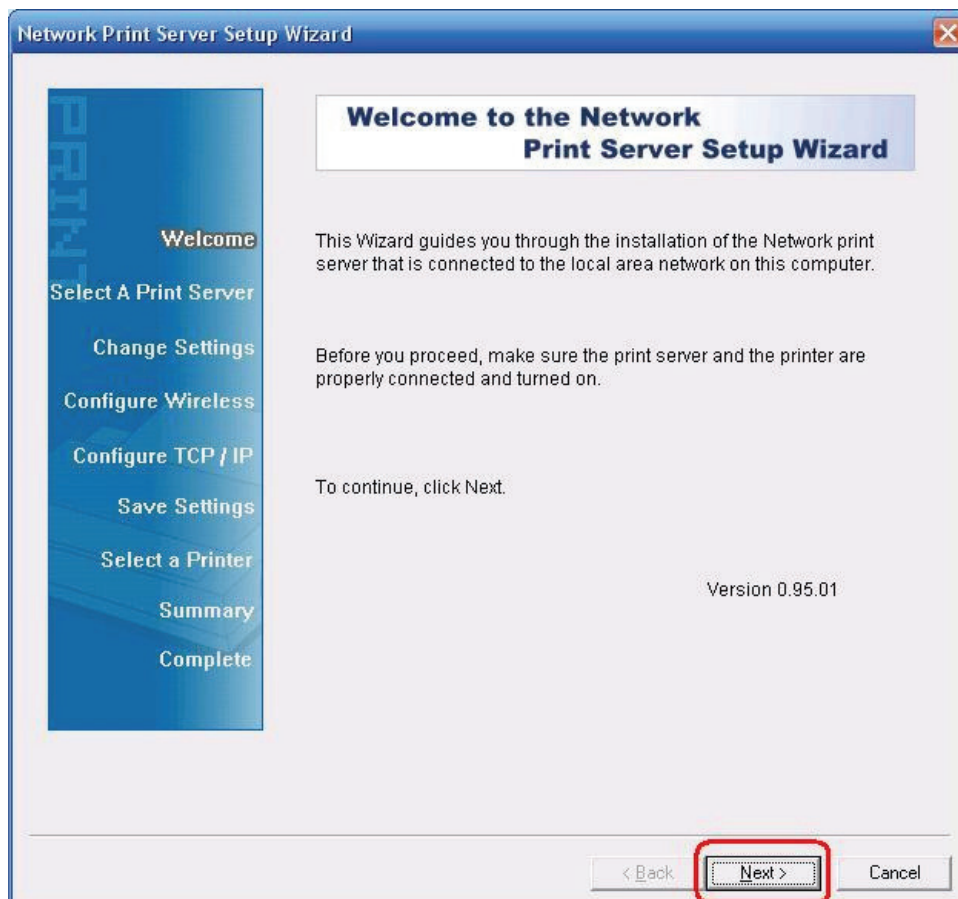 Network Print Server Setup Wizard
PRINT
Welcome
Select A Print Server
Change Settings
Configure Wireless
Configure TCP / IP
Save Settings
Select a Printer
Summary
Complete
Welcome to the Network
Print Server Setup Wizard
This Wizard guides you through the installation of the Network print
server that is connected to the local area network on this computer.
Before you proceed, make sure the print server and the printer are
properly connected and turned on.
To continue, click Next.
Version 0.95.01
< Back
Next >
Cancel